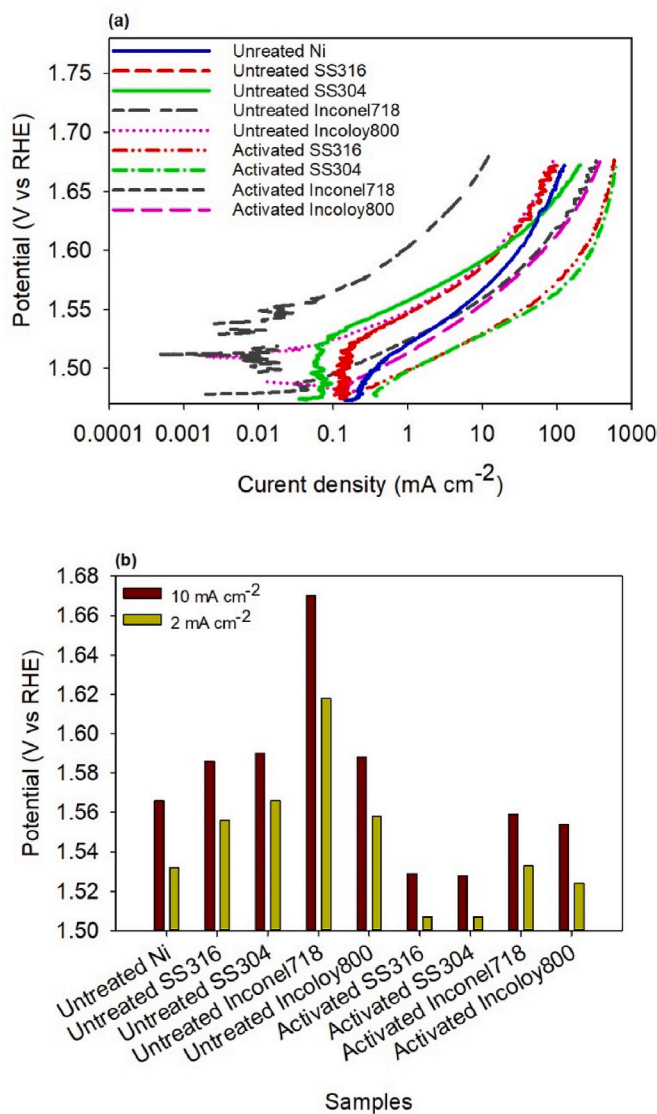 (a)
Unreated Ni
Untreated SS316
Untreated SS304
Untreated Inconel718
Untreated Incoloy800
Activated SS316
Activated SS304
Activated Inconel718
Activated Incoloy800
Potential (V vs RHE)
1.75
1.70
1.65
1.60
1.55
1.50
0.0001 0.001 0.01 0.1 1 10 100 1000
Curent density (mA cm-2)
(b)
10 mA cm-2
2 mA cm-2
Potential (V vs RHE)
1.68
1.66
1.64
1.62
1.60
1.58
1.56
1.54
1.52
1.50
Untreated Ni
Untreated SS316
Untreated SS304
Untreated Inconel718
Untreated Incoloy800
Activated SS316
Activated SS304
Activated Inconel718
Activated Incoloy800
Samples